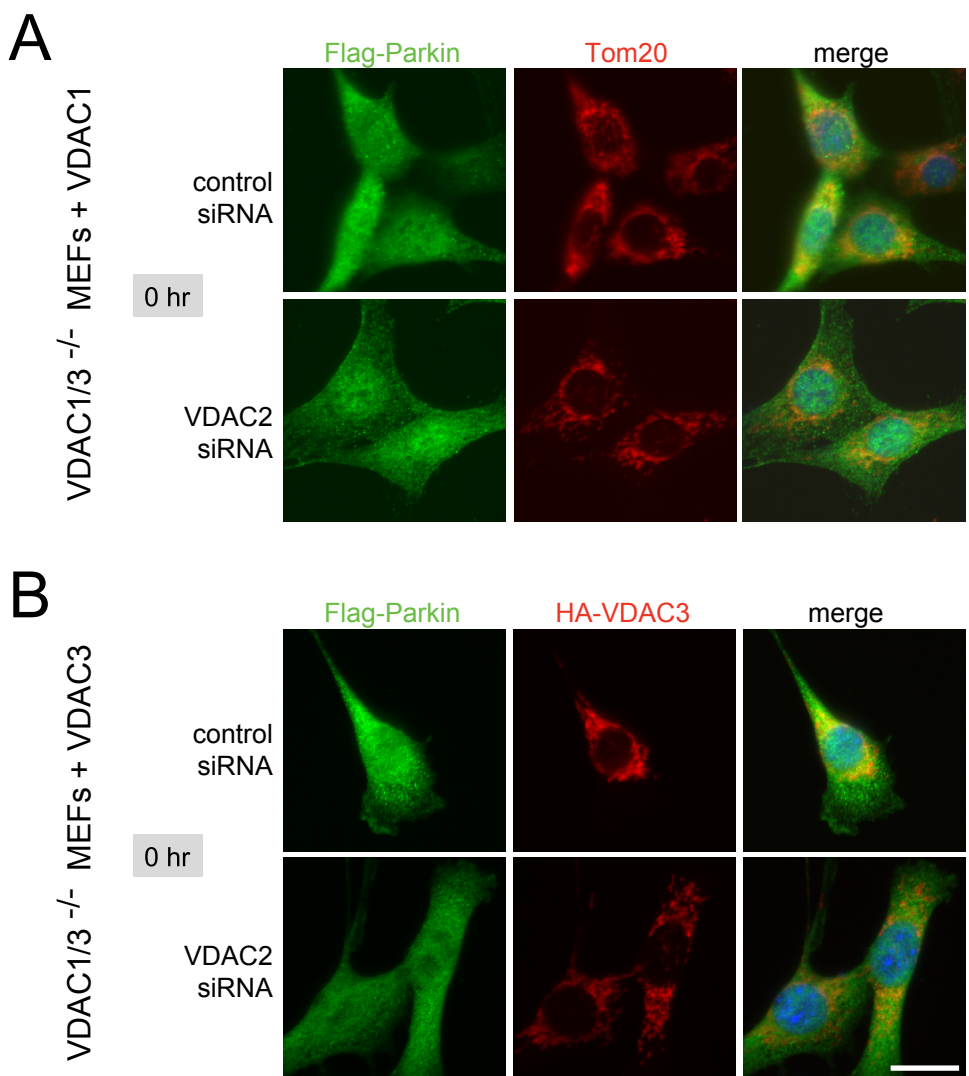 A
Flag-Parkin Tom20 merge
VDAC1/3 -/- MEFs + VDAC1
control
siRNA
0 hr
VDAC2
siRNA
B
Flag-Parkin HA-VDAC3 merge
VDAC1/3 -/- MEFs + VDAC3
control
siRNA
0 hr
VDAC2
siRNA